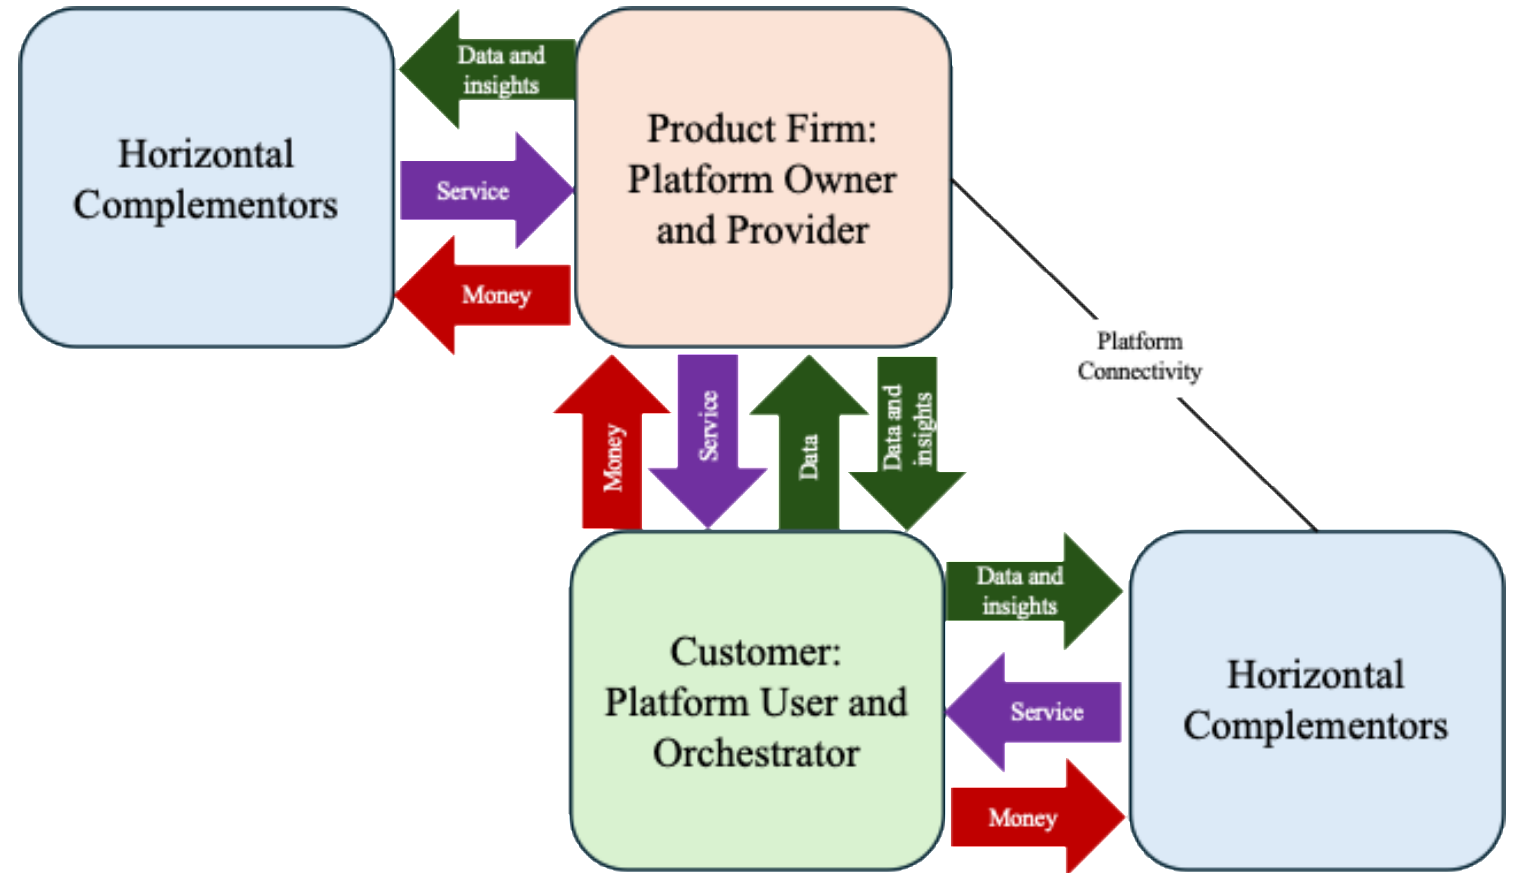 Horizontal
Complementors
Data and
insights
Service
Money
Product Firm:
Platform Owner
and Provider
Platform
Connectivity
Money
Service
Data
Data and
insights
Customer:
Platform User and
Orchestrator
Data and
insights
Service
Money
Horizontal
Complementors